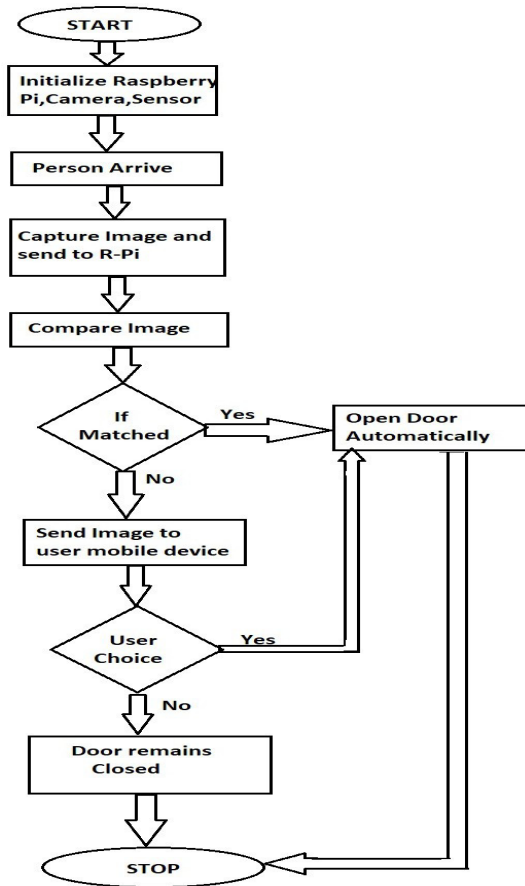 START
Initialize Raspberry
Pi,Camera,Sensor
Person Arrive
Capture Image and
send to R-Pi
Compare Image
If
Matched
Yes
Open Door
Automatically
No
Send Image to
user mobile device
User
Choice
Yes
No
Door remains
Closed
STOP